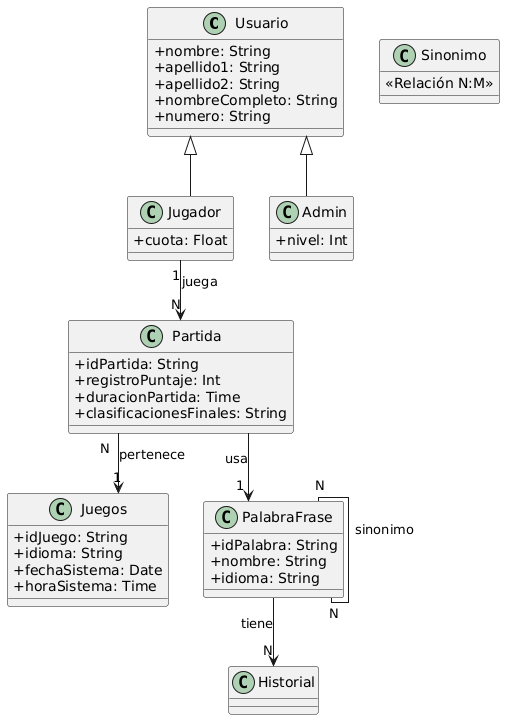 C Usuario
+nombre: String
+apellido1: String
+apellido2: String
+nombreCompleto: String
+numero: String
C Sinonimo
«Relación N:M»
C Jugador
+cuota: Float
C Admin
+nivel: Int
1
juega
N
C Partida
+idPartida: String
+registroPuntaje: Int
+duracionPartida: Time
+clasificacionesFinales: String
N
pertenece
1
usa
1
C Juegos
+idJuego: String
+idioma: String
+fechaSistema: Date
+horaSistema: Time
N
C PalabraFrase
+idPalabra: String
+nombre: String
+idioma: String
sinonimo
N
tiene
N
C Historial